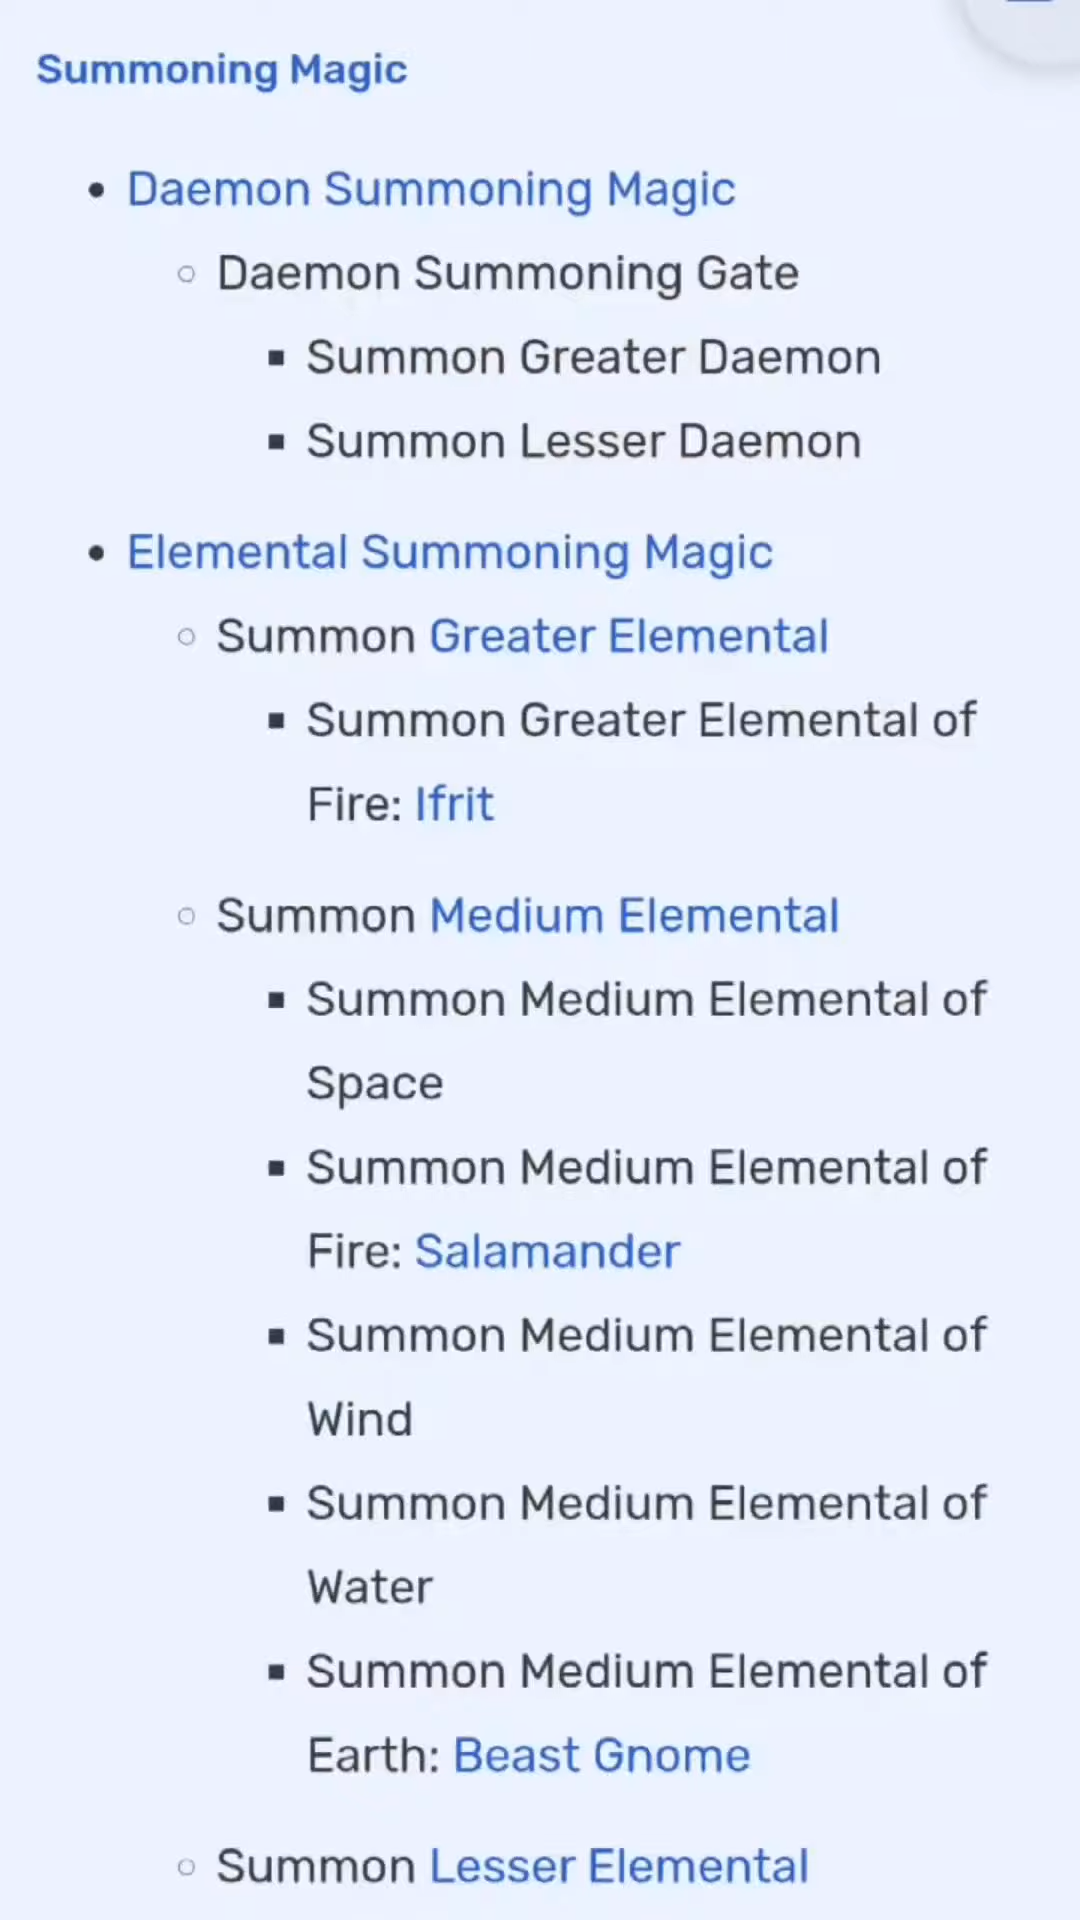 Summoning Magic
Daemon Summoning Magic
Daemon Summoning Gate
Summon Greater Daemon
Summon Lesser Daemon
Elemental Summoning Magic
Summon Greater Elemental
Summon Greater Elemental of
Fire: Ifrit
Summon Medium Elemental
Summon Medium Elemental of
Space
Summon Medium Elemental of
Fire: Salamander
Summon Medium Elemental of
Wind
Summon Medium Elemental of
Water
Summon Medium Elemental of
Earth: Beast Gnome
Summon Lesser Elemental